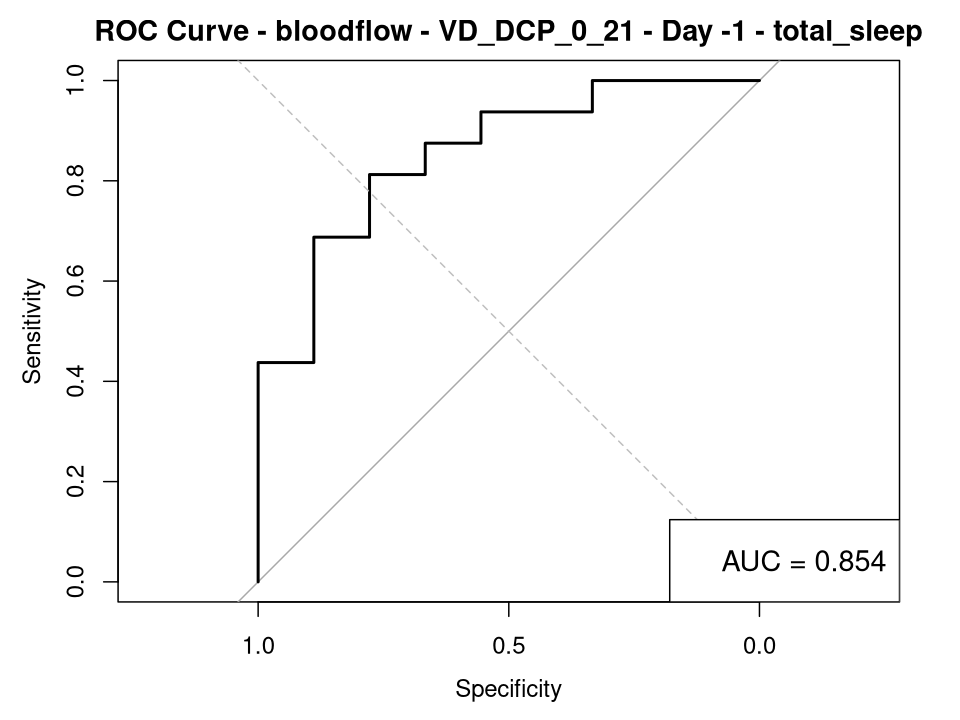 ROC Curve - bloodflow - VD_DCP_0_21 - Day -1 - total_sleep
Sensitivity
1.0
0.8
0.6
0.4
0.2
0.0
AUC = 0.854
1.0 0.5 0.0
Specificity